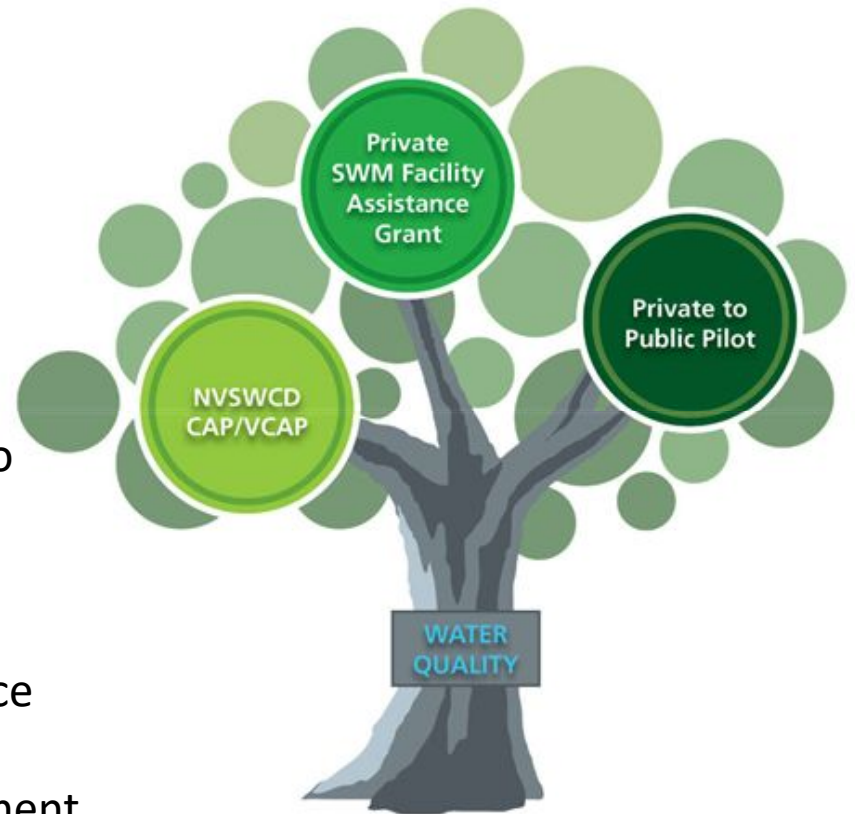 Private
SWM Facility
Assistance
Grant
Private to
Public Pilot
NVSWCD
CAP/VCAP
WATER
QUALITY